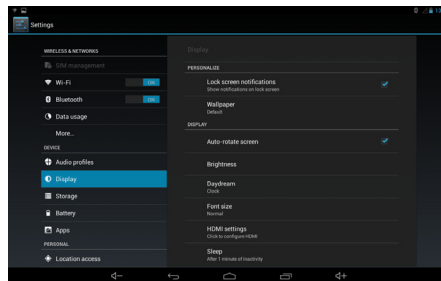 Settings
WIRELESS & NETWORKS
SIM management
Wi-Fi
ON
Bluetooth
ON
Data usage
More...
DEVICE
Audio profiles
Display
Storage
Battery
Apps
PERSONAL
Location access
Display
PERSONALIZE
Lock screen notifications
Show notifications on lock screen
Wallpaper
Default
DISPLAY
Auto-rotate screen
Brightness
Daydream
Clock
Font size
Normal
HDMI settings
Click to configure HDMI
Sleep
After 1 minute of inactivity